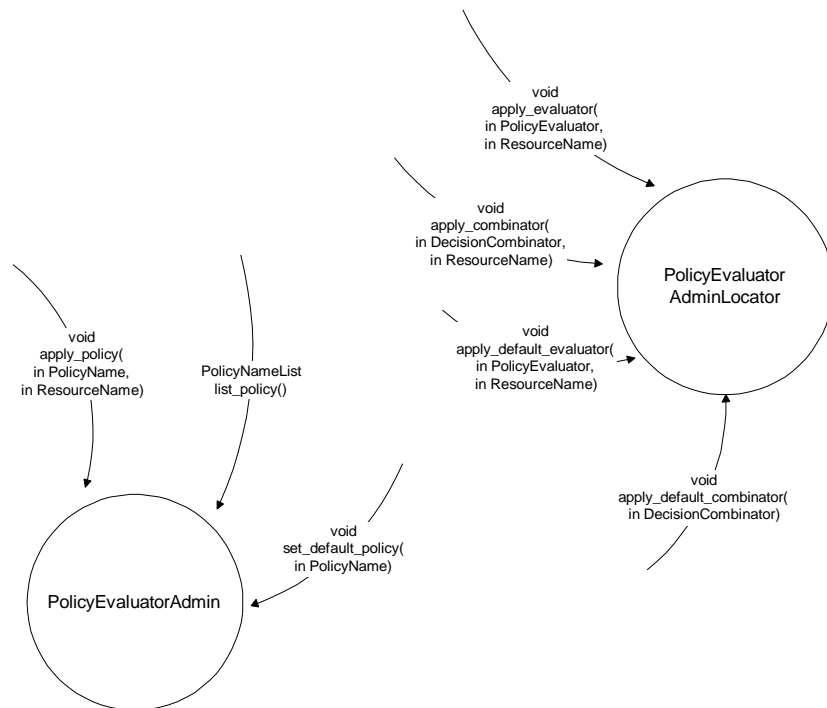 void
apply_evaluator(
in PolicyEvaluator,
in ResourceName)
void
apply_combinator(
in DecisionCombinator,
in ResourceName)
PolicyEvaluator
AdminLocator
void
apply_default_evaluator(
in PolicyEvaluator,
in ResourceName)
void
apply_default_combinator(
in DecisionCombinator)
void
apply_policy(
in PolicyName,
in ResourceName)
PolicyNameList
list_policy()
void
set_default_policy(
in PolicyName)
PolicyEvaluatorAdmin